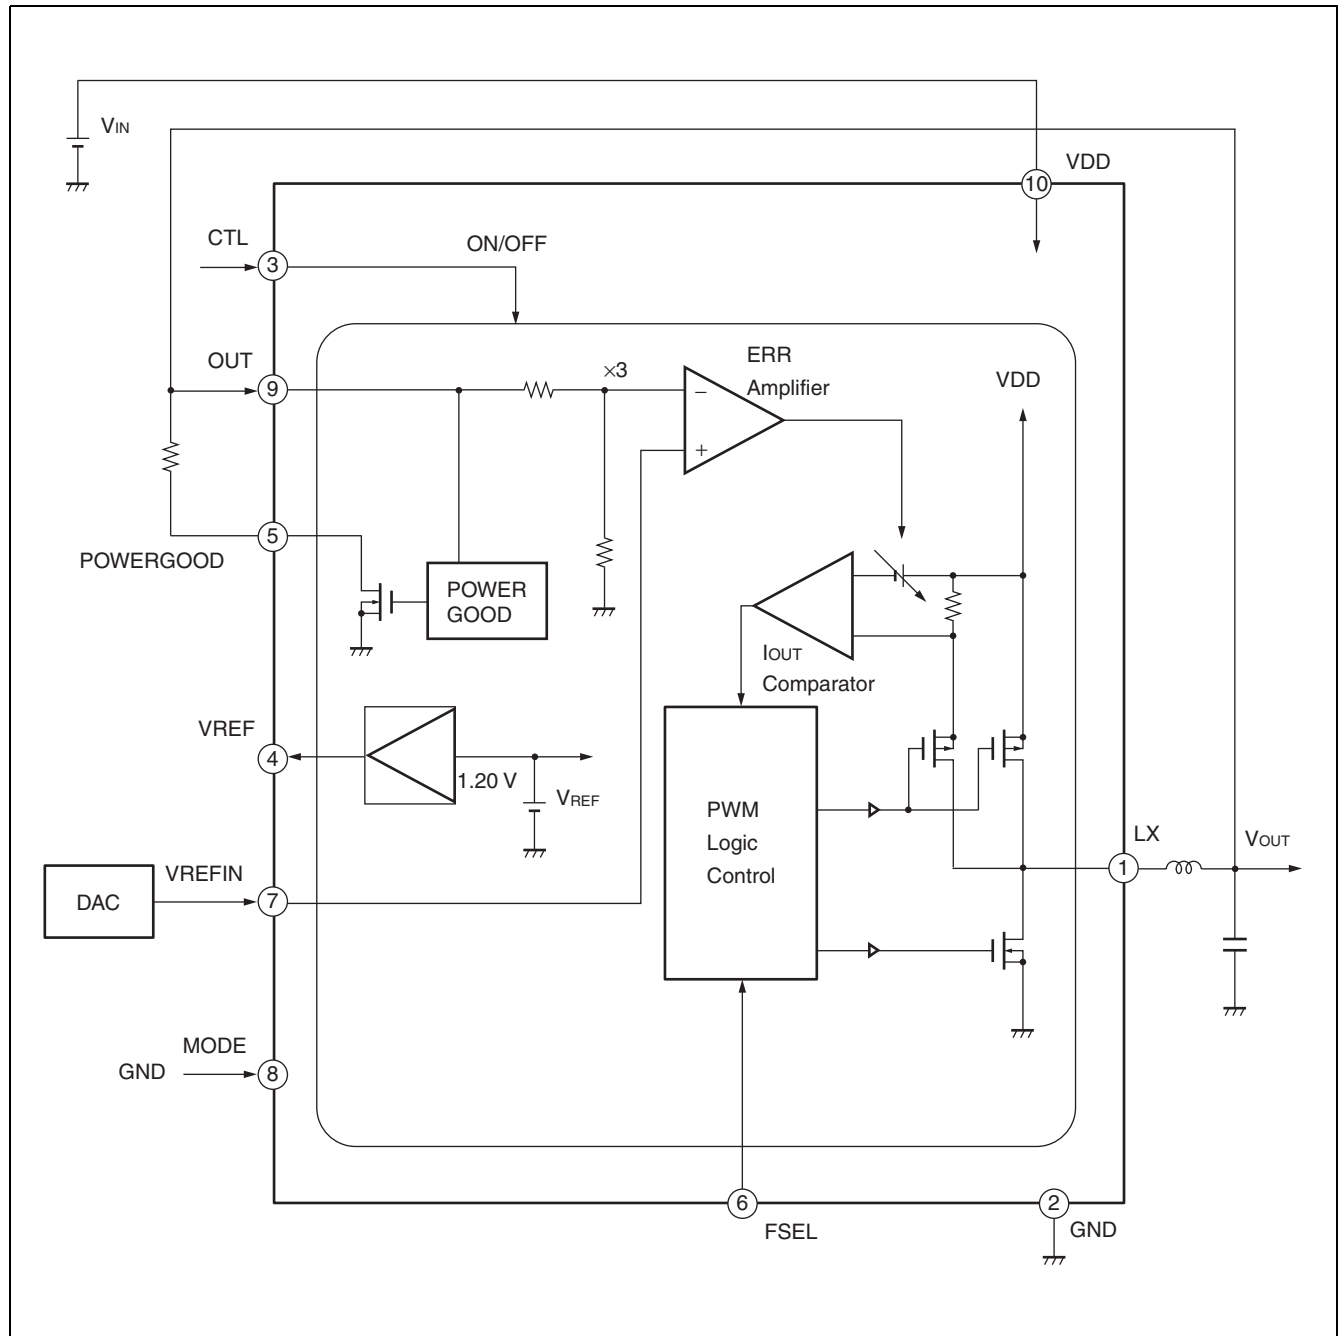 VIN
VDD
10
CTL
3
ON/OFF
OUT
9
×3
ERR
Amplifier
−
+
VDD
5
POWERGOOD
POWER
GOOD
IOUT
Comparator
VREF
4
1.20 V
VREF
PWM
Logic
Control
LX
1
VOUT
DAC
VREFIN
7
MODE
GND
8
6
FSEL
2
GND